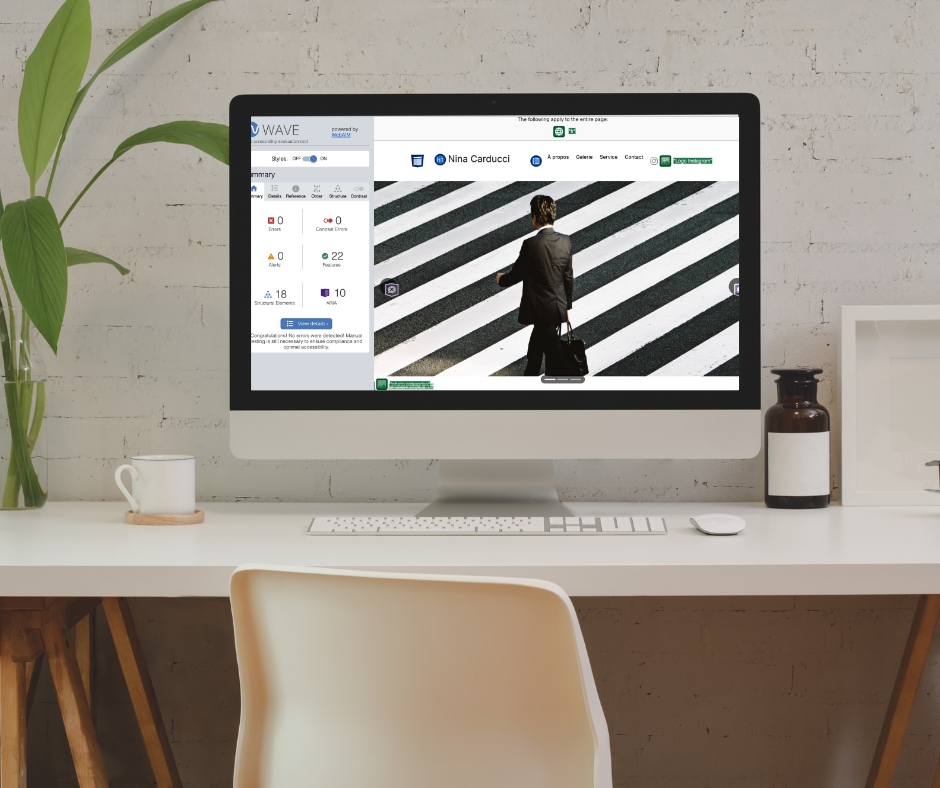 The following apply to the entire page:
WAVE
powered by
WebAIM
Styles: OFF ON
mmary
Details Reference Order Structure Contrast
Nina Carducci
À propos Galerie Service Contact
"Logo Instagram"
0
Errors
0
Contrast Errors
0
Alerts
22
Features
18
Structural Elements
10
ARIA
View details ›
Congratulations! No errors were detected! Manual
testing is still necessary to ensure compliance and
optimal accessibility.